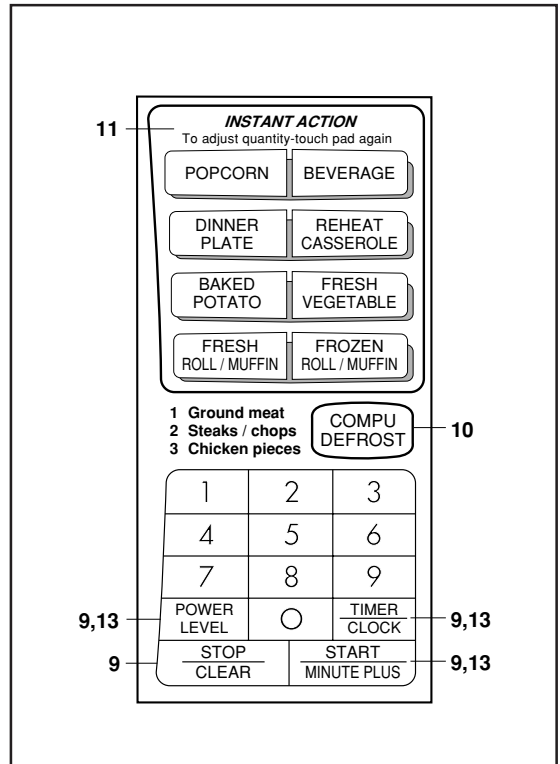 INSTANT ACTION
11
To adjust quantity-touch pad again
POPCORN BEVERAGE
DINNER PLATE REHEAT CASSEROLE
BAKED POTATO FRESH VEGETABLE
FRESH ROLL / MUFFIN FROZEN ROLL / MUFFIN
1 Ground meat
2 Steaks / chops
3 Chicken pieces
COMPU DEFROST
10
1 2 3
4 5 6
7 8 9
9,13
POWER LEVEL 0 TIMER CLOCK
9,13
9
STOP CLEAR START MINUTE PLUS
9,13